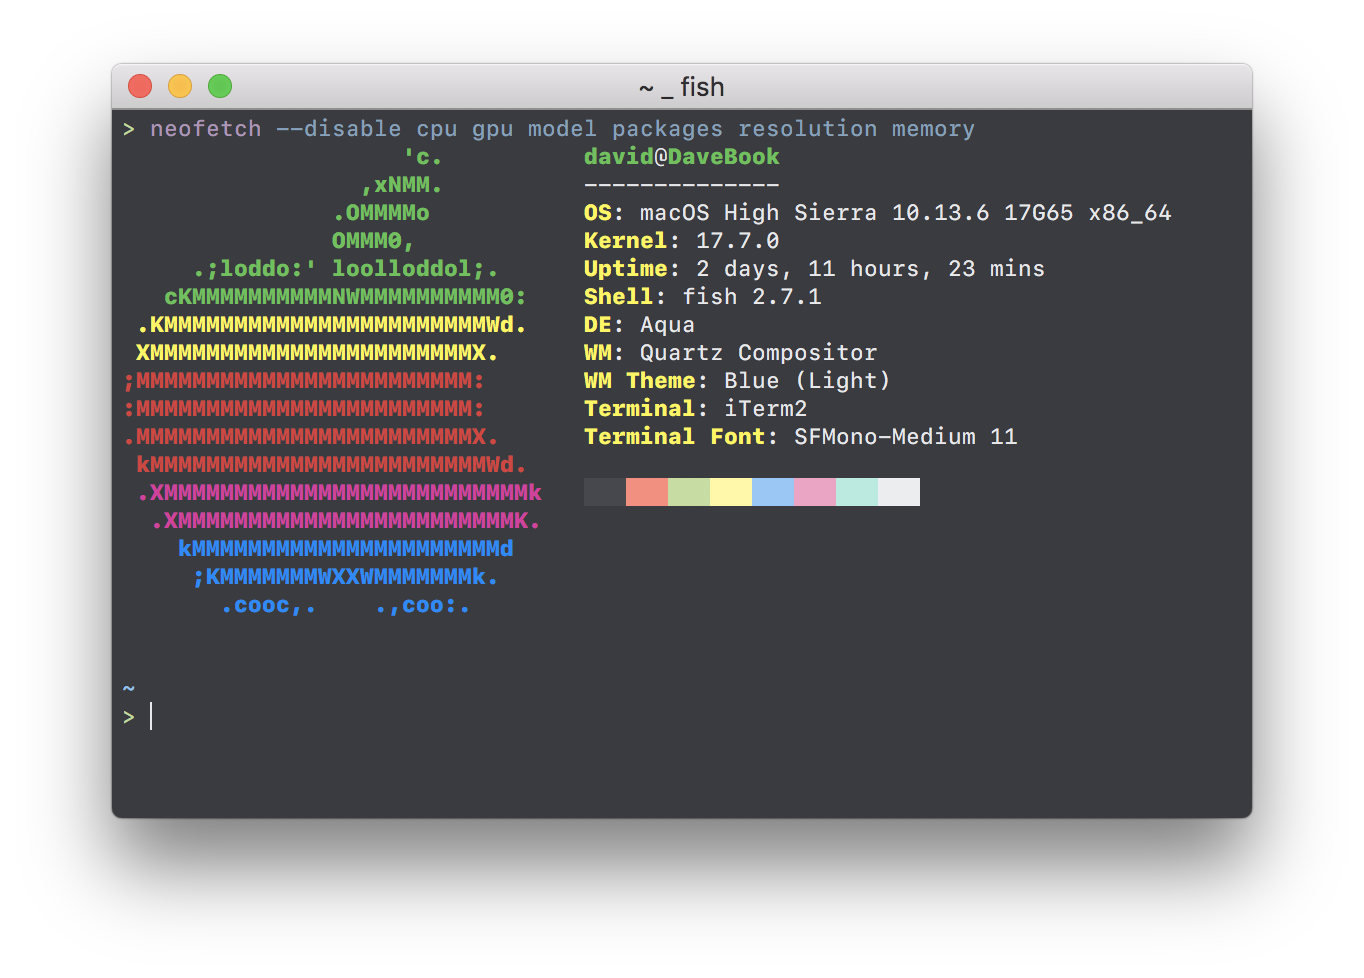 ~ _ fish
> neofetch --disable cpu gpu model packages resolution memory
'c. david@DaveBook
,xNMM. --------------
.OMMMMo OS: macOS High Sierra 10.13.6 17G65 x86_64
OMMM0, Kernel: 17.7.0
.;loddo:' loolloddol;. Uptime: 2 days, 11 hours, 23 mins
cKMMMMMMMMMMNWMMMMMMMMMM0: Shell: fish 2.7.1
.KMMMMMMMMMMMMMMMMMMMMMMMWd. DE: Aqua
XMMMMMMMMMMMMMMMMMMMMMMMX. WM: Quartz Compositor
;MMMMMMMMMMMMMMMMMMMMMMMM: WM Theme: Blue (Light)
:MMMMMMMMMMMMMMMMMMMMMMMM: Terminal: iTerm2
.MMMMMMMMMMMMMMMMMMMMMMMMX. Terminal Font: SFMono-Medium 11
kMMMMMMMMMMMMMMMMMMMMMMMMWd.
.XMMMMMMMMMMMMMMMMMMMMMMMMMMk
.XMMMMMMMMMMMMMMMMMMMMMMMMK.
kMMMMMMMMMMMMMMMMMMMMMMd
;KMMMMMMMWXXWMMMMMMMk.
.cooc,. .,coo:.
~
>